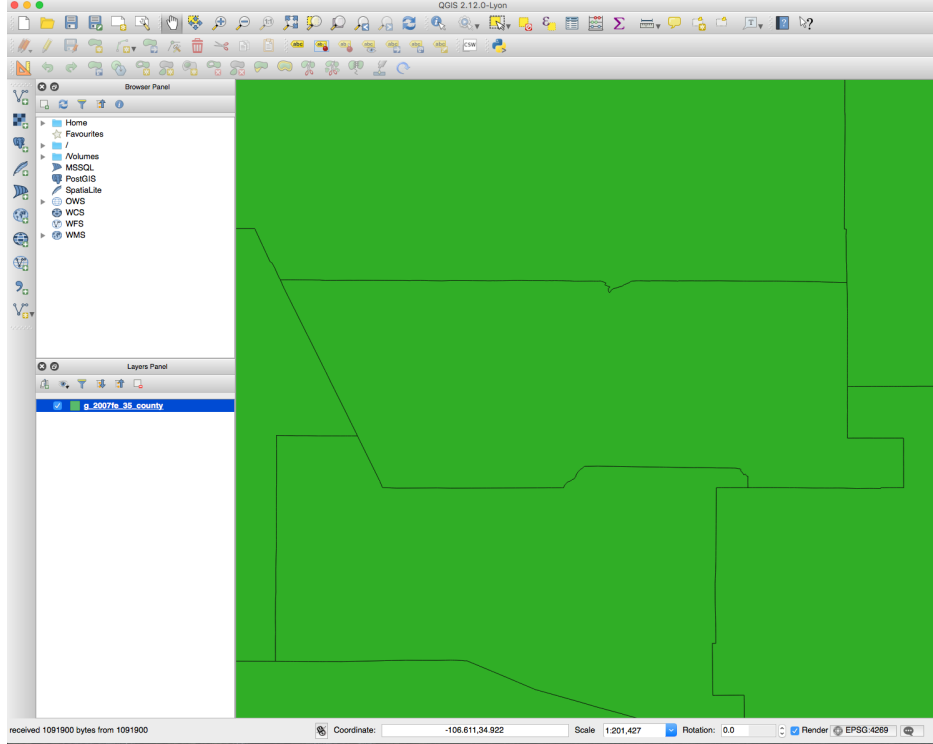 QGIS 2.12.0-Lyon
abc
CSW
T
Browser Panel
Home
Favourites
/
/Volumes
MSSQL
PostGIS
SpatiaLite
OWS
WCS
WFS
WMS
Layers Panel
g_2007fe_35_county
received 1091900 bytes from 1091900
Coordinate:
-106.611,34.922
Scale
1:201,427
Rotation:
0.0
Render
EPSG:4269